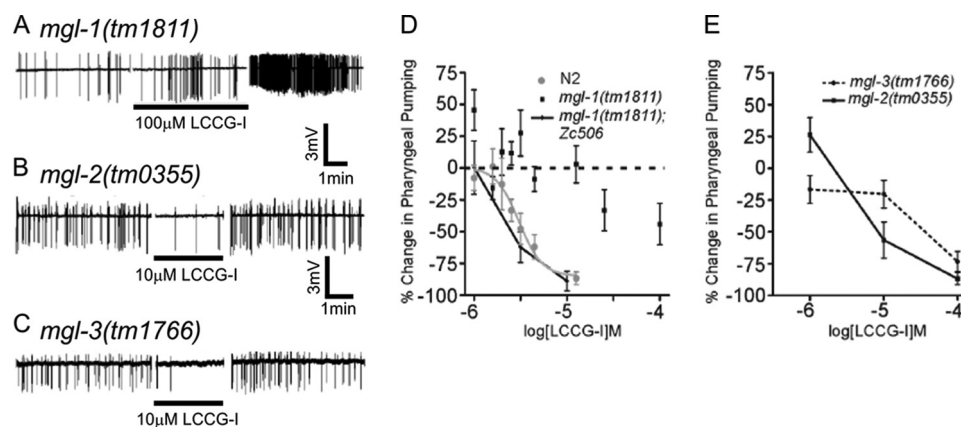 A mgl-1(tm1811)
100μM LCCG-I
3mV
1min
B mgl-2(tm0355)
10μM LCCG-I
3mV
1min
C mgl-3(tm1766)
10μM LCCG-I
D
% Change in Pharyngeal Pumping
75
50
25
0
-25
-50
-75
-100
N2
mgl-1(tm1811)
mgl-1(tm1811);
Zc506
-6
-5
-4
log[LCCG-I]M
E
% Change in Pharyngeal Pumping
75
50
25
0
-25
-50
-75
-100
mgl-3(tm1766)
mgl-2(tm0355)
-6
-5
-4
log[LCCG-I]M